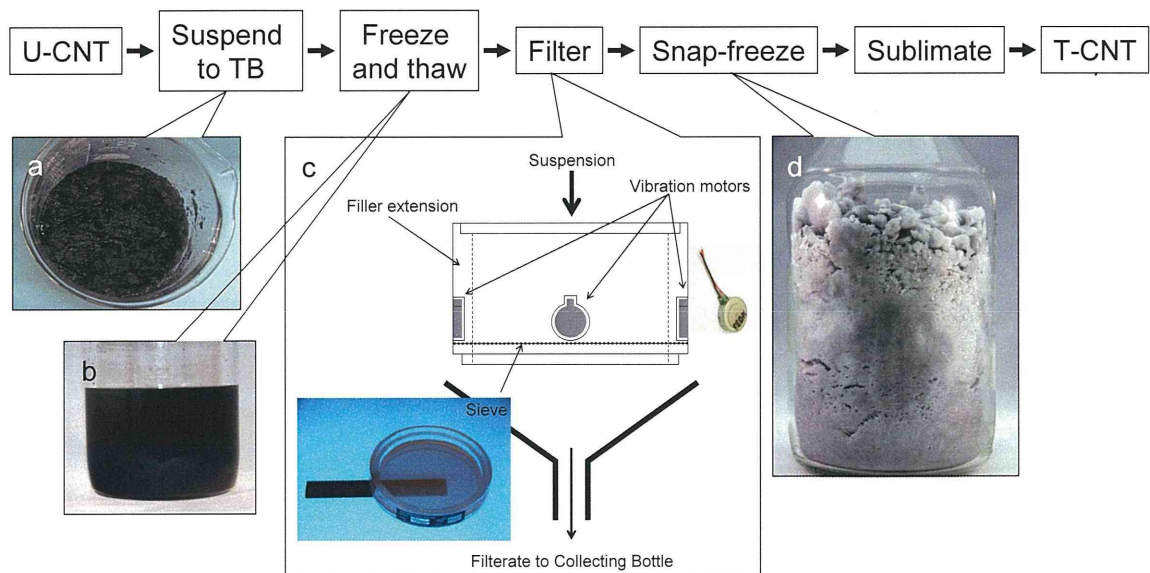 U-CNT
Suspend
to TB
Freeze
and thaw
Filter
Snap-freeze
Sublimate
T-CNT
a
b
c
Suspension
Vibration motors
Filler extension
Sieve
Filterate to Collecting Bottle
d